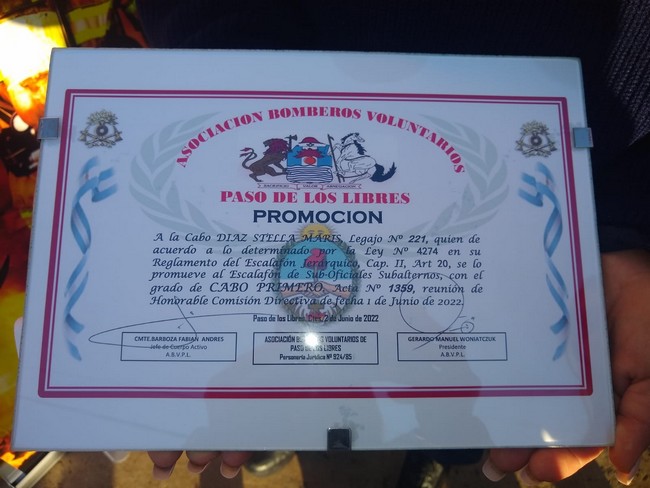 ASOCIACION BOMBEROS VOLUNTARIOS
SACRIFICIO VALOR ABNEGACION
PASO DE LOS LIBRES
PROMOCION
A la Cabo DIAZ STELLA MARIS, Legajo Nº 221, quien de
acuerdo a lo determinado por la Ley Nº 4274 en su
Reglamento del Escalafón Jerárquico, Cap. II, Art 20, se lo
promueve al Escalafón de Sub-Oficiales Subalternos, con el
grado de CABO PRIMERO, Acta Nº 1359, reunión de
Honorable Comisión Directiva de fecha 1 de Junio de 2022.
Paso de los Libres, Ctes, 2 de Junio de 2022
CMTE.BARBOZA FABIAN ANDRES
Jefe de Cuerpo Activo
A.B.V.P.L.
ASOCIACIÓN BOMBEROS VOLUNTARIOS DE
PASO DE LOS LIBRES
Personería Jurídica Nº 924/85
GERARDO MANUEL WONIATCZUK
Presidente
A.B.V.P.L.